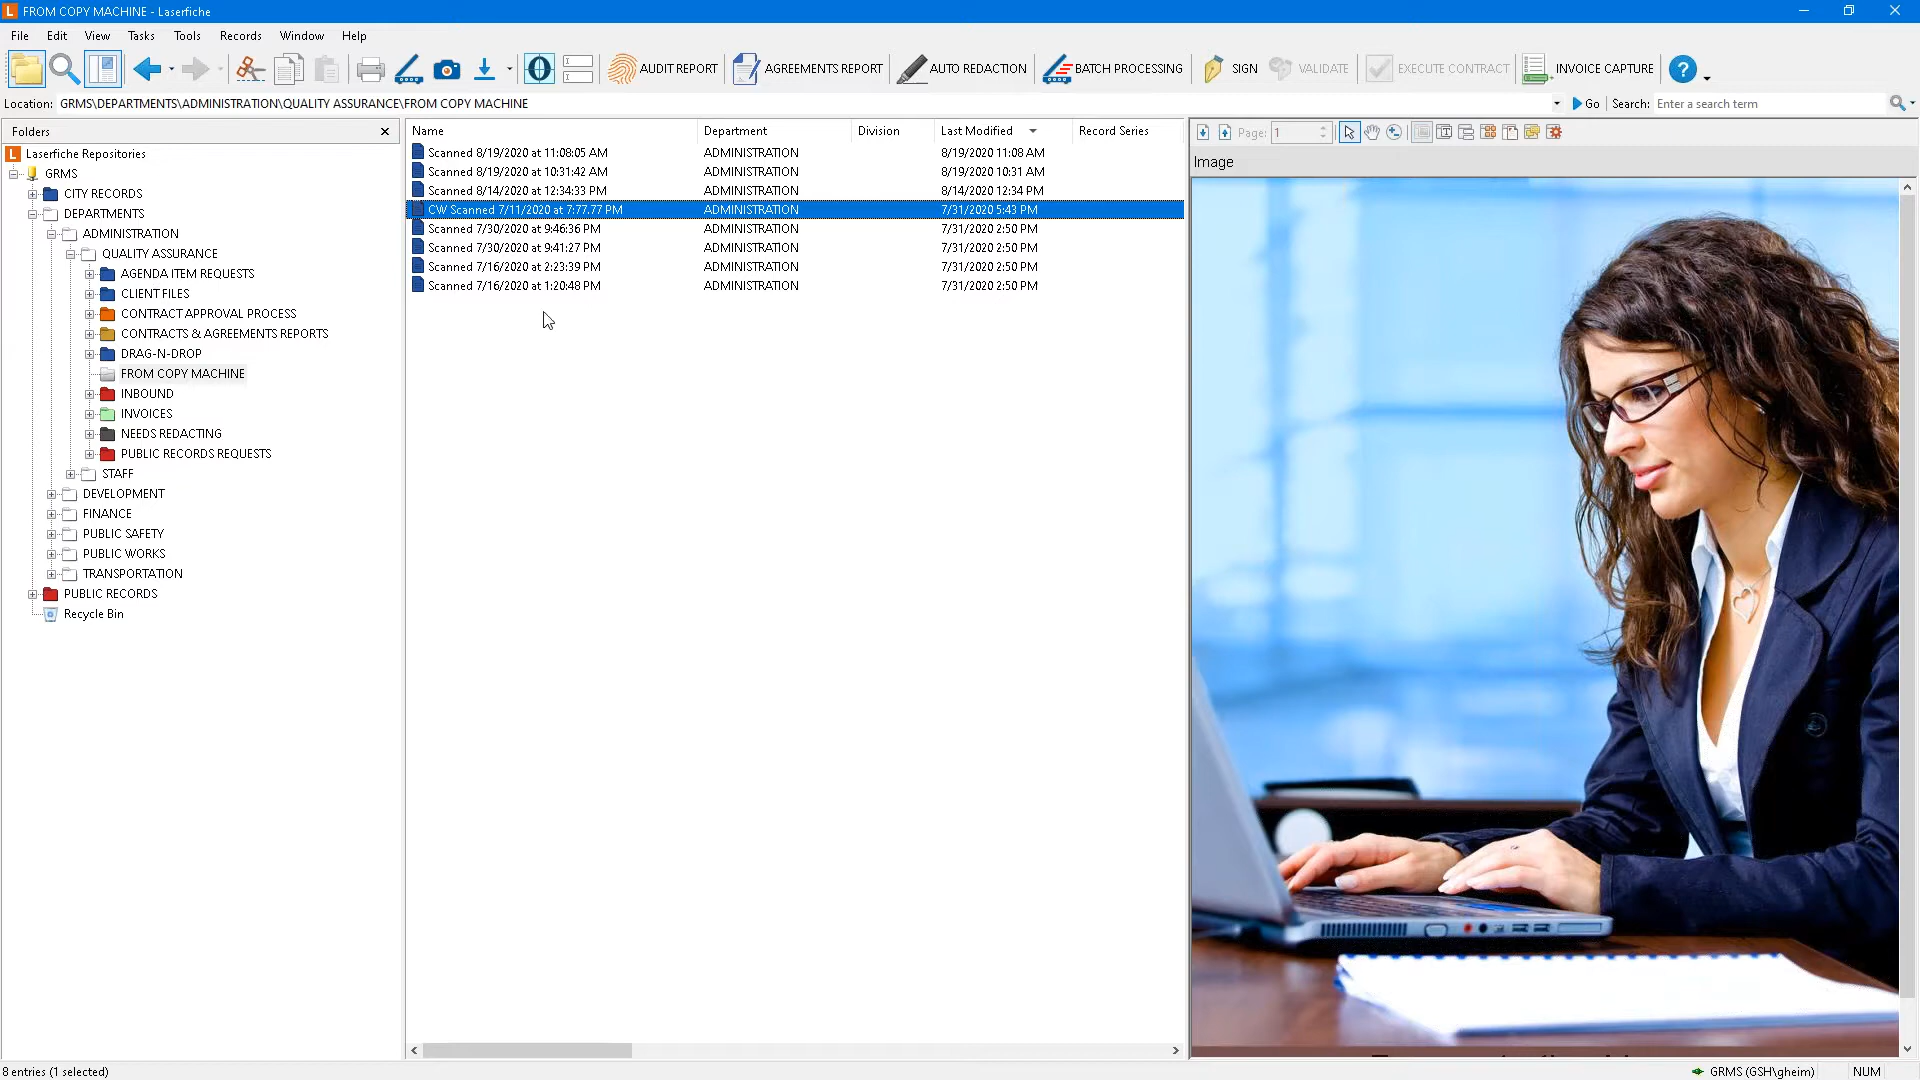 FROM COPY MACHINE - Laserfiche
File Edit View Tasks Tools Records Window Help
AUDIT REPORT AGREEMENTS REPORT AUTO REDACTION BATCH PROCESSING SIGN VALIDATE EXECUTE CONTRACT INVOICE CAPTURE
Location: GRMS\DEPARTMENTS\ADMINISTRATION\QUALITY ASSURANCE\FROM COPY MACHINE Go Search: Enter a search term
Folders
Laserfiche Repositories
GRMS
CITY RECORDS
DEPARTMENTS
ADMINISTRATION
QUALITY ASSURANCE
AGENDA ITEM REQUESTS
CLIENT FILES
CONTRACT APPROVAL PROCESS
CONTRACTS & AGREEMENTS REPORTS
DRAG-N-DROP
FROM COPY MACHINE
INBOUND
INVOICES
NEEDS REDACTING
PUBLIC RECORDS REQUESTS
STAFF
DEVELOPMENT
FINANCE
PUBLIC SAFETY
PUBLIC WORKS
TRANSPORTATION
PUBLIC RECORDS
Recycle Bin
Name Department Division Last Modified Record Series
Scanned 8/19/2020 at 11:08:05 AM ADMINISTRATION 8/19/2020 11:08 AM
Scanned 8/19/2020 at 10:31:42 AM ADMINISTRATION 8/19/2020 10:31 AM
Scanned 8/14/2020 at 12:34:33 PM ADMINISTRATION 8/14/2020 12:34 PM
CW Scanned 7/11/2020 at 7:77.77 PM ADMINISTRATION 7/31/2020 5:43 PM
Scanned 7/30/2020 at 9:46:36 PM ADMINISTRATION 7/31/2020 2:50 PM
Scanned 7/30/2020 at 9:41:27 PM ADMINISTRATION 7/31/2020 2:50 PM
Scanned 7/16/2020 at 2:23:39 PM ADMINISTRATION 7/31/2020 2:50 PM
Scanned 7/16/2020 at 1:20:48 PM ADMINISTRATION 7/31/2020 2:50 PM
Page: 1
Image
8 entries (1 selected)
GRMS (GSH\gheim) NUM